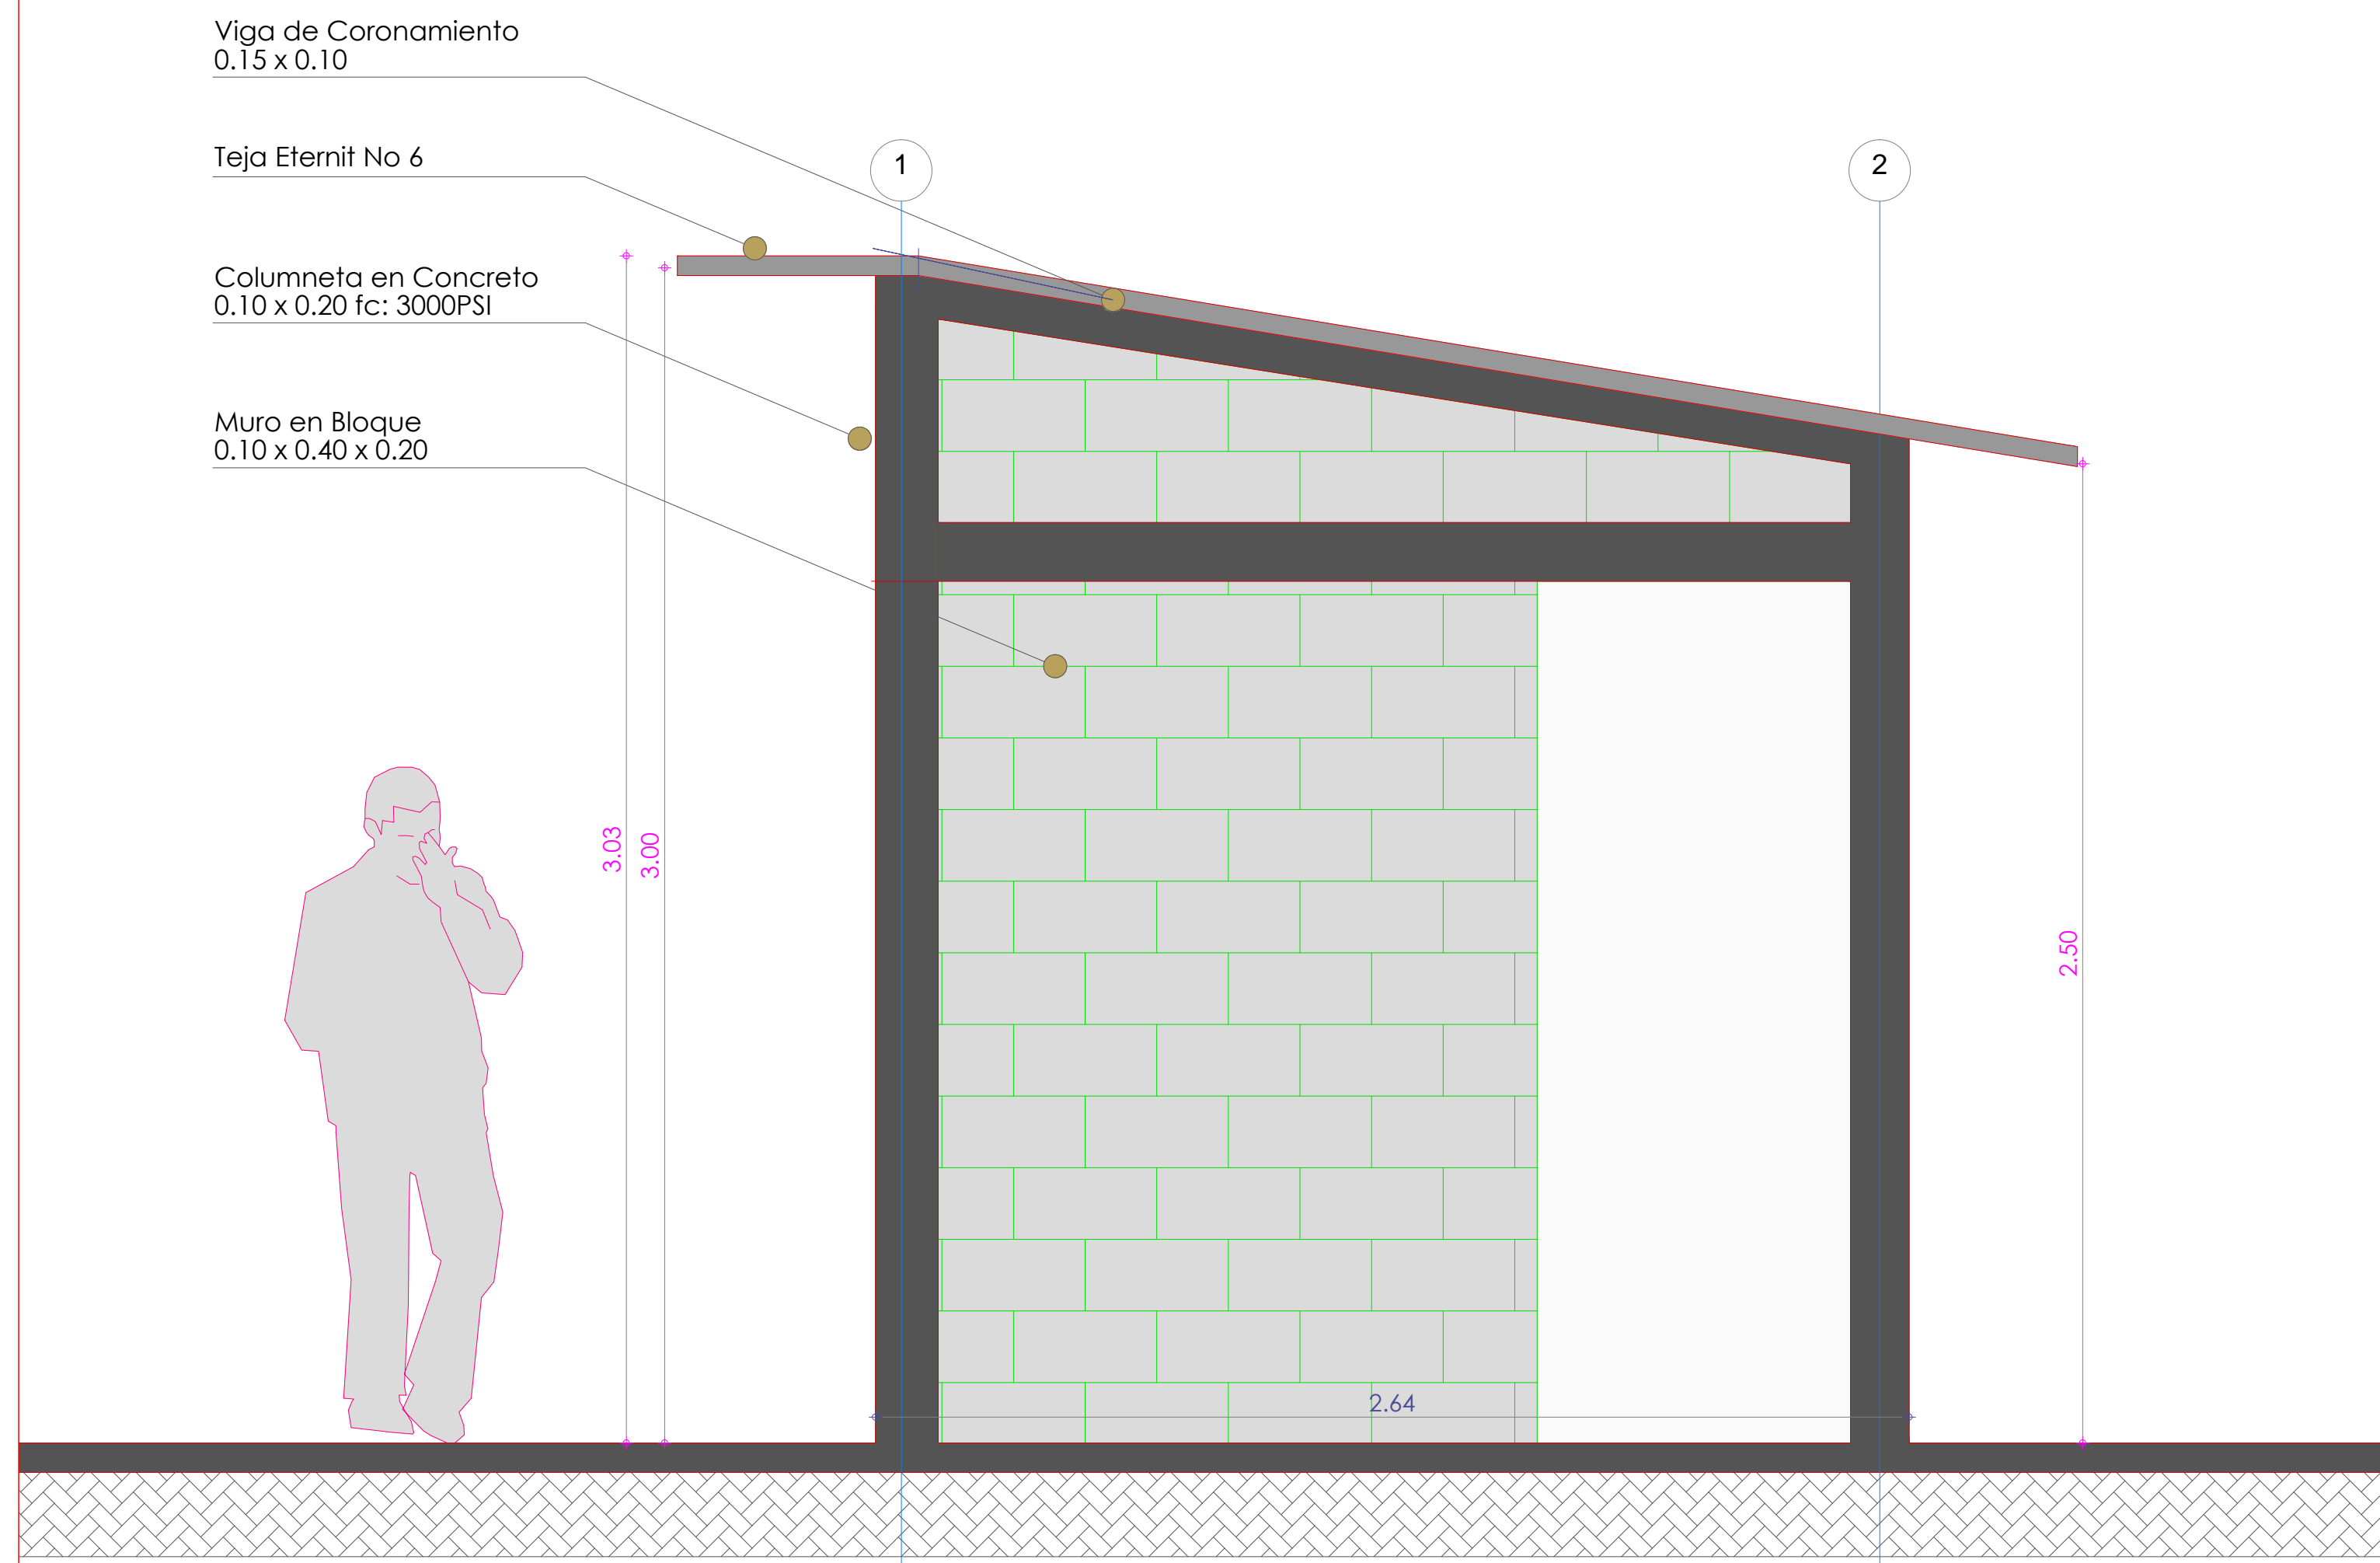 Viga de Coronamiento
0.15 x 0.10
Teja Eternit No 6
1
2
Columneta en Concreto
0.10 x 0.20 fc: 3000PSI
Muro en Bloque
0.10 x 0.40 x 0.20
3.03
3.00
2.50
2.64